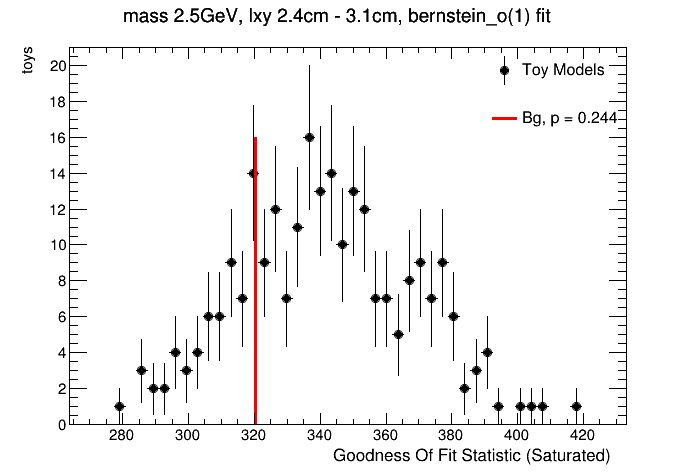 mass 2.5GeV, lxy 2.4cm - 3.1cm, bernstein_o(1) fit
toys
20
18
16
14
12
10
8
6
4
2
0
Toy Models
Bg, p = 0.244
280 300 320 340 360 380 400 420
Goodness Of Fit Statistic (Saturated)